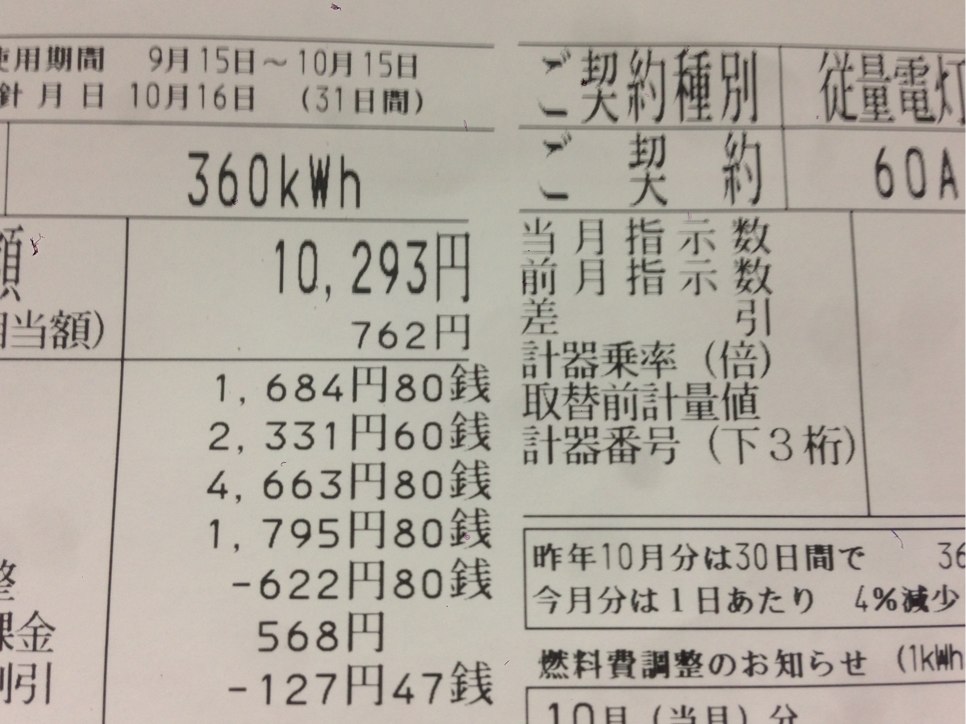 使用期間 9月15日~10月15日
針月日 10月16日 (31日間)
360kWh
額 10,293円
相当額) 762円
1,684円80銭
2,331円60銭
4,663円80銭
1,795円80銭
整 -622円80銭
課金 568円
割引 -127円47銭
ご契約種別 従量電灯
ご契約 60A
当月指示数
前月指示数
差引
計器乗率(倍)
取替前計量値
計器番号(下3桁)
昨年10月分は30日間で 36
今月分は1日あたり 4%減少
燃料費調整のお知らせ (1kWh
10月(当月)分